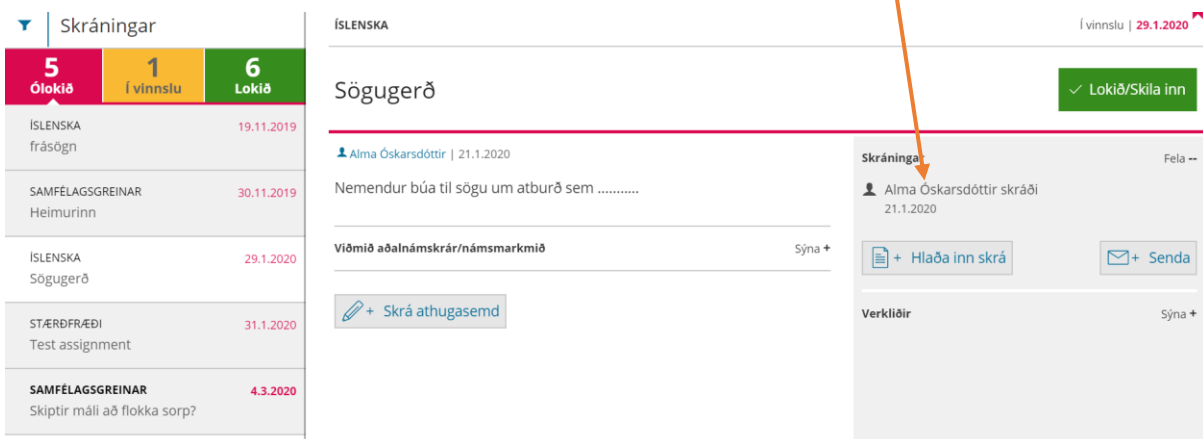 Skráningar
5
Ólokið
1
Í vinnslu
6
Lokið
ÍSLENSKA 19.11.2019
frásögn
SAMFÉLAGSGREINAR 30.11.2019
Heimurinn
ÍSLENSKA 29.1.2020
Sögugerð
STÆRÐFRÆÐI 31.1.2020
Test assignment
SAMFÉLAGSGREINAR 4.3.2020
Skiptir máli að flokka sorp?
ÍSLENSKA Í vinnslu | 29.1.2020
Sögugerð
✓ Lokið/Skila inn
Alma Óskarsdóttir | 21.1.2020
Nemendur búa til sögu um atburð sem ...........
Viðmið aðalnámskrár/námsmarkmið Sýna +
+ Skrá athugasemd
Skráningar Fela --
Alma Óskarsdóttir skráði
21.1.2020
+ Hlaða inn skrá
+ Senda
Verkliðir Sýna +